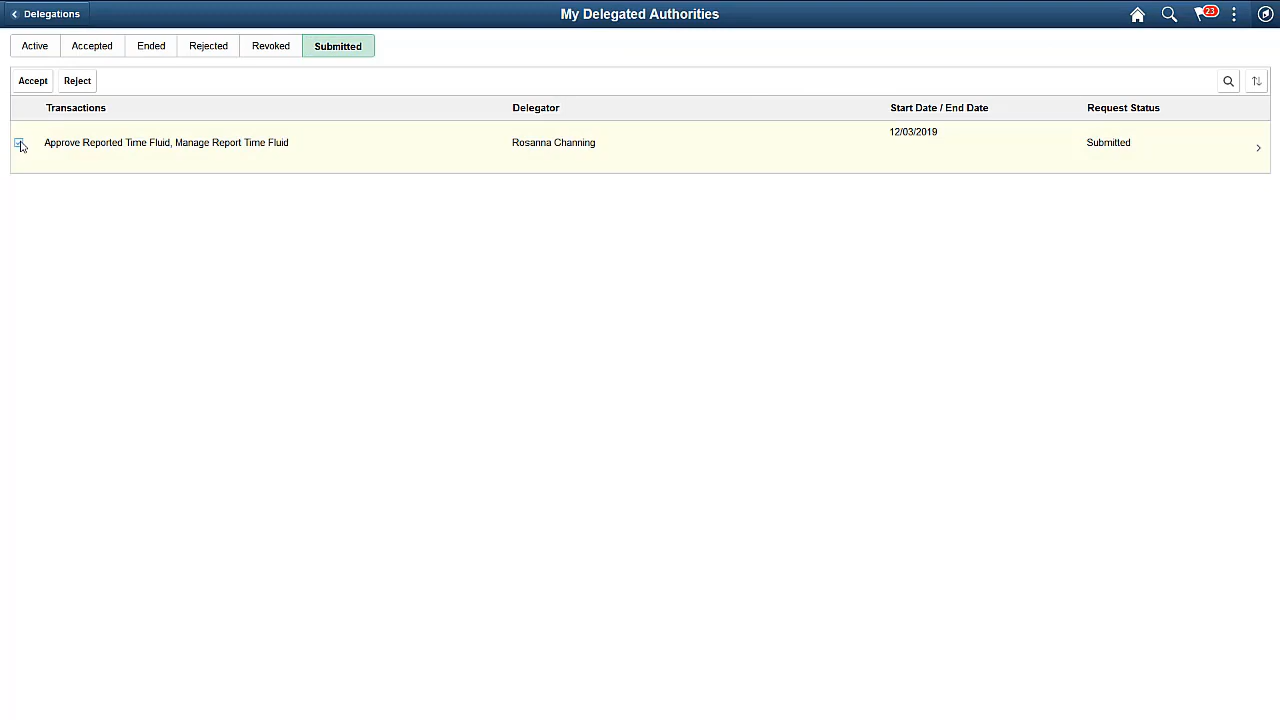 Delegations
My Delegated Authorities
23
Active
Accepted
Ended
Rejected
Revoked
Submitted
Accept
Reject
Transactions
Delegator
Start Date / End Date
Request Status
Approve Reported Time Fluid, Manage Report Time Fluid
Rosanna Channing
12/03/2019
Submitted